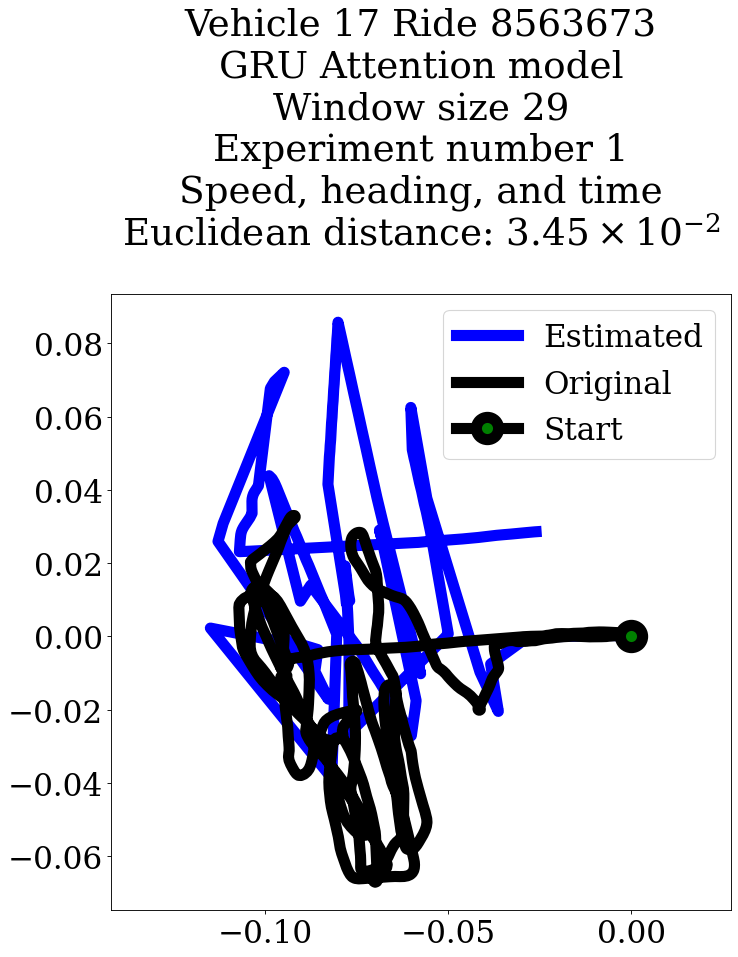 Vehicle 17 Ride 8563673
GRU Attention model
Window size 29
Experiment number 1
Speed, heading, and time
Euclidean distance: 3.45 × 10⁻²
Estimated
Original
Start
0.08
0.06
0.04
0.02
0.00
−0.02
−0.04
−0.06
−0.10
−0.05
0.00